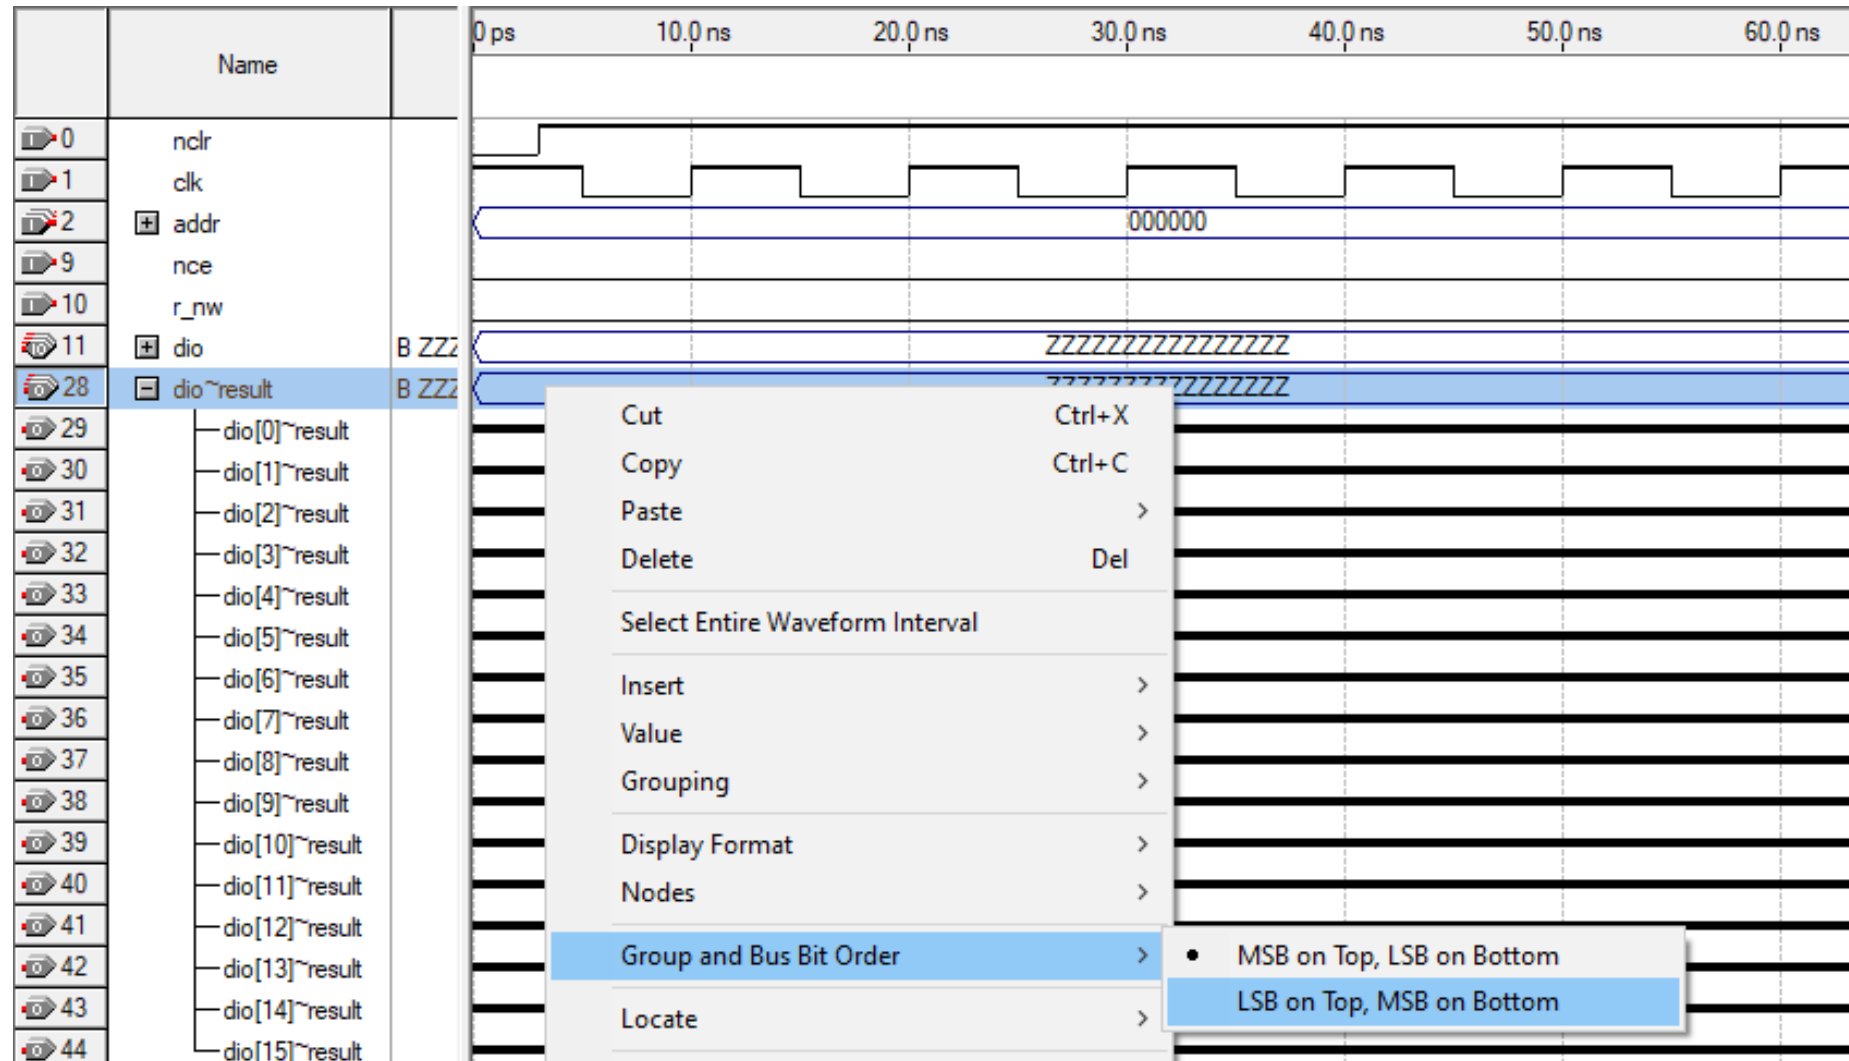 Name
0 ps 10.0 ns 20.0 ns 30.0 ns 40.0 ns 50.0 ns 60.0 ns
0 nclr
1 clk
2 addr 000000
9 nce
10 r_nw
11 dio B ZZZ ZZZZZZZZZZZZZZZZ
28 dio~result B ZZZ ZZZZZZZZZZZZZZZZ
29 dio[0]~result
30 dio[1]~result
31 dio[2]~result
32 dio[3]~result
33 dio[4]~result
34 dio[5]~result
35 dio[6]~result
36 dio[7]~result
37 dio[8]~result
38 dio[9]~result
39 dio[10]~result
40 dio[11]~result
41 dio[12]~result
42 dio[13]~result
43 dio[14]~result
44 dio[15]~result
Cut Ctrl+X
Copy Ctrl+C
Paste
Delete Del
Select Entire Waveform Interval
Insert
Value
Grouping
Display Format
Nodes
Group and Bus Bit Order
Locate
MSB on Top, LSB on Bottom
LSB on Top, MSB on Bottom